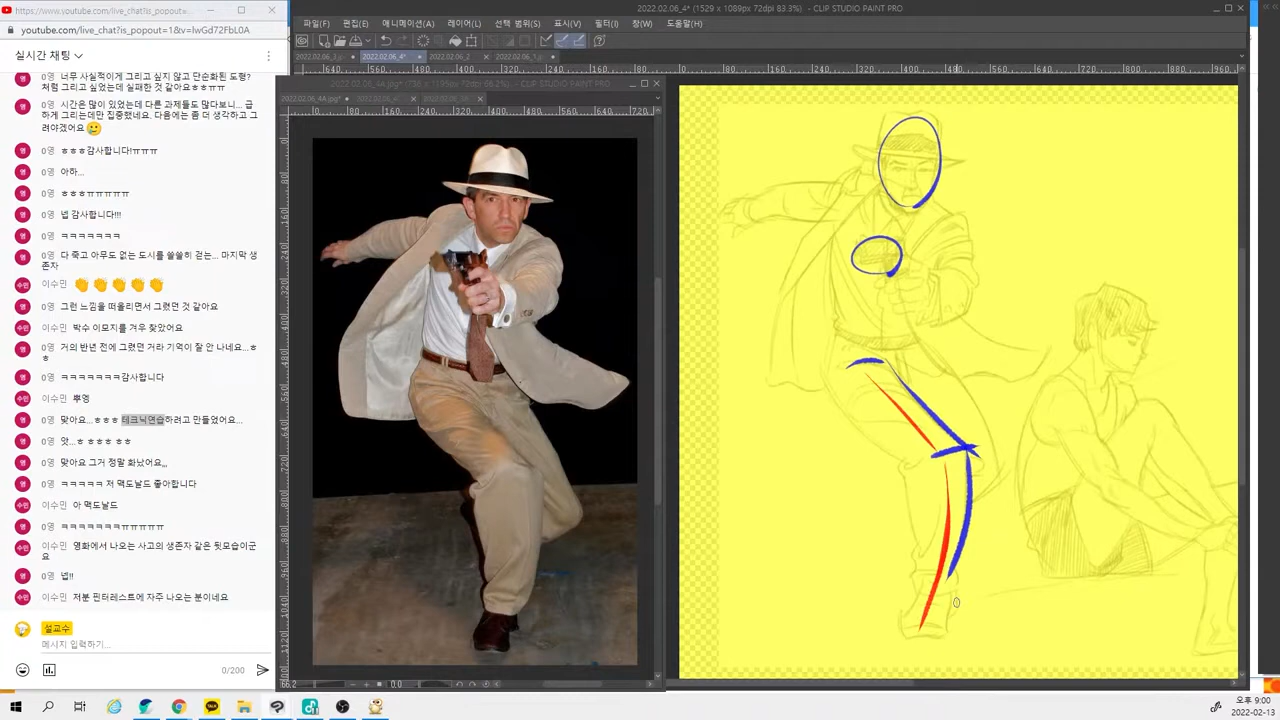 https://www.youtube.com/live_chat?is_popout=
youtube.com/live_chat?is_popout=1&v=lwGd72FbL0A
실시간 채팅
0영 너무 사실적이게 그리고 싶지 않고 단순화된 도형?
처럼 그리고 싶었는데 실패한 것 같아요ㅎㅎㅠㅠ
0영 시간은 많이 있었는데 다른 과제들도 많다보니... 급
하게 그리는데만 집중했네요. 다음에는 좀 더 생각하고 그
려야겠어요
0영 ㅎㅎㅎ감사합니다!ㅠㅠㅠ
0영 아하...
0영 ㅎㅎㅎㅠㅠㅠㅠㅠ
0영 넵 감사합니다!!!
0영 ㅋㅋㅋㅋㅋㅋㅋ
0영 다 죽고 아무도 없는 도시를 쓸쓸히 걷는... 마지막 생
존자
이수민
0영 그런 느낌을 떠올리면서 그렸던 것 같아요
이수민 박수 이모지를 겨우 찾았어요
0영 거의 반년 전에 그렸던 거라 기억이 잘 안 나네요...ㅎ
ㅎ
0영 ㅋㅋㅋㅋㅋㅋㅋ감사합니다
이수민 뿌엥
0영 맞아요...ㅎㅎㅎ 테크닉연습하려고 만들었어요...
0영 앗...ㅎㅎㅎㅎ ㅎㅎ
0영 맞아요 그거 정말 화났어요,,,
0영 ㅋㅋㅋㅋㅋ 저 맥도날드 좋아합니다
이수민 아 맥도날드
0영 ㅋㅋㅋㅋㅋㅋㅋㅠㅠㅠㅠㅠ
이수민 영화에서 나오는 사고의 생존자 같은 뒷모습이군
요
0영 넵!!
이수민 저분 핀터레스트에 자주 나오는 분이네요
설교수
메시지 입력하기...
0/200
2022.02.06_4* (1529 x 1089px 72dpi 83.3%) - CLIP STUDIO PAINT PRO
파일(F) 편집(E) 애니메이션(A) 레이어(L) 선택 범위(S) 표시(V) 필터(I) 창(W) 도움말(H)
2022.02.06_4* 2022.02.06_2
오후 9:00
2022-02-13